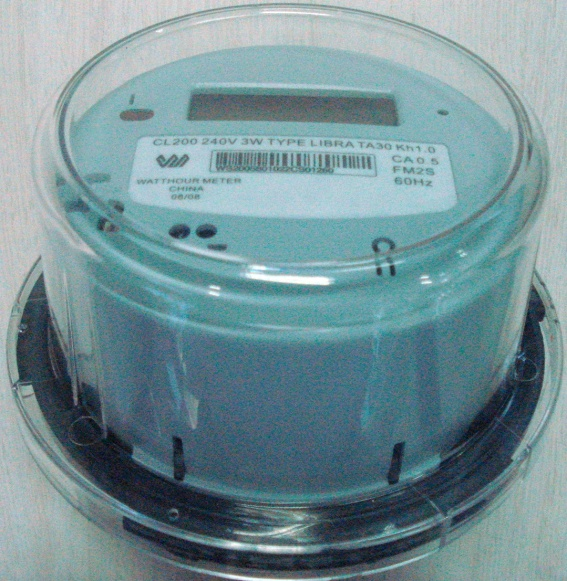 CL200 240V 3W TYPE LIBRA TA30 Kh1.0
CA 0.5
FM2S
60Hz
WATTHOUR METER
CHINA
08/08